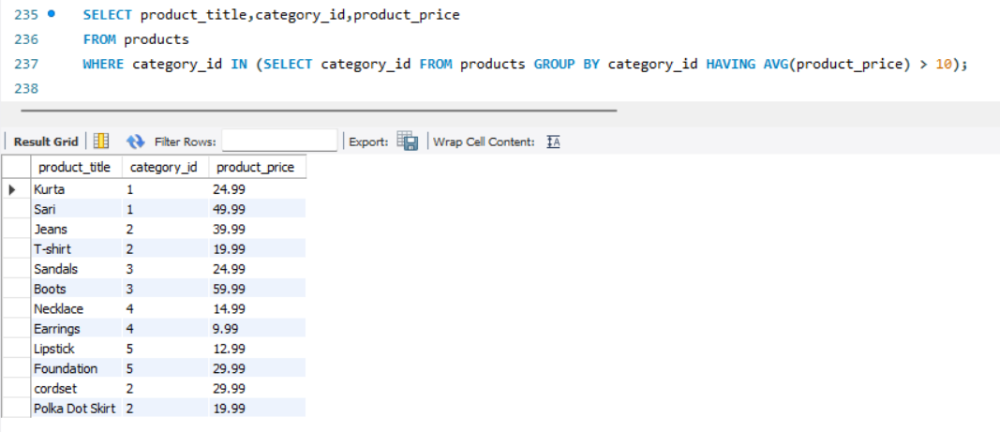 235 SELECT product_title,category_id,product_price
236 FROM products
237 WHERE category_id IN (SELECT category_id FROM products GROUP BY category_id HAVING AVG(product_price) > 10);
238
Result Grid Filter Rows: Export: Wrap Cell Content: IA
product_title category_id product_price
Kurta 1 24.99
Sari 1 49.99
Jeans 2 39.99
T-shirt 2 19.99
Sandals 3 24.99
Boots 3 59.99
Necklace 4 14.99
Earrings 4 9.99
Lipstick 5 12.99
Foundation 5 29.99
cordset 2 29.99
Polka Dot Skirt 2 19.99